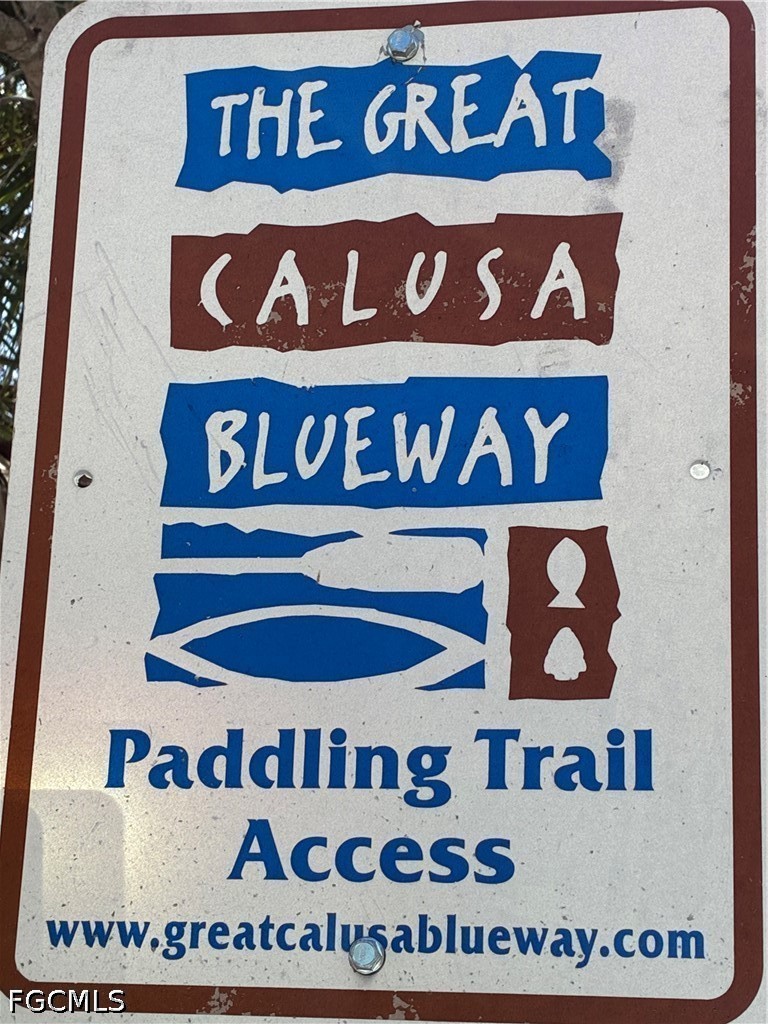 THE GREAT
CALUSA
BLUEWAY
Paddling Trail
Access
www.greatcalusablueway.com
FGCMLS